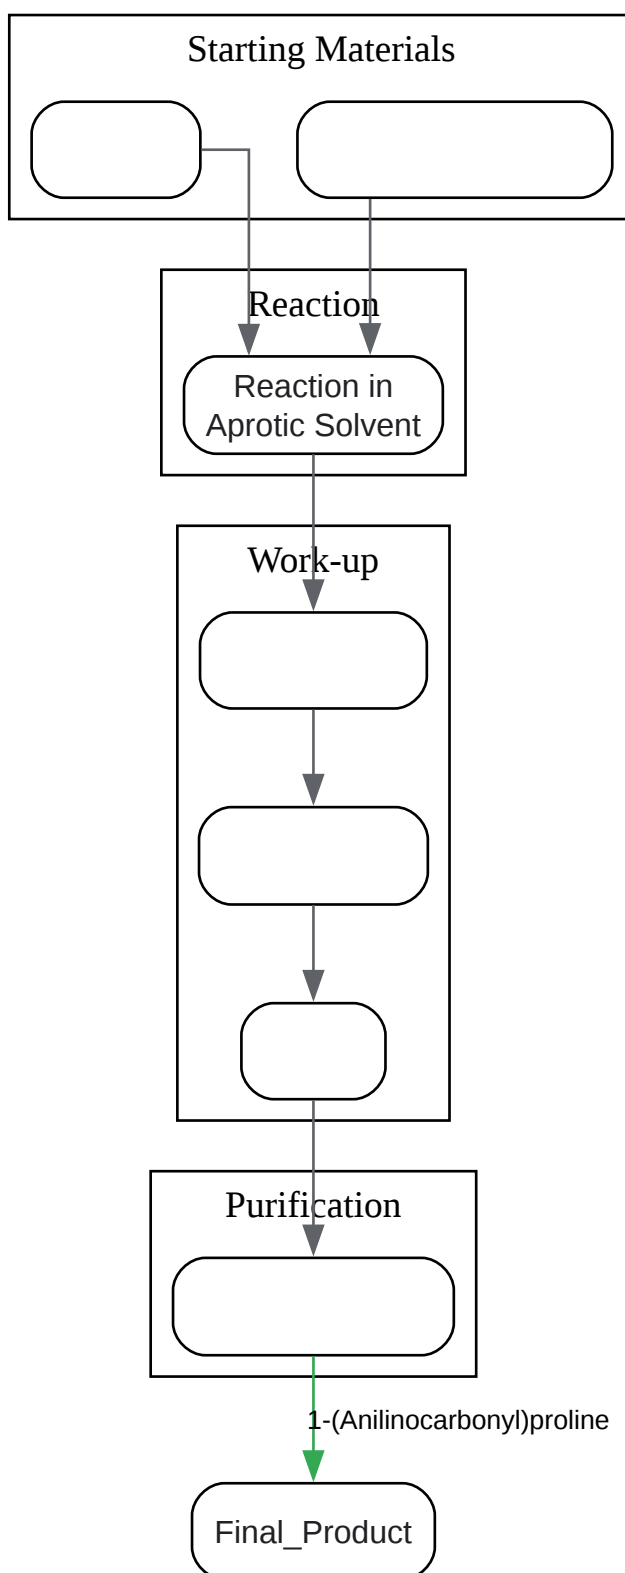 Starting Materials
Reaction
Reaction in
Aprotic Solvent
Work-up
Purification
1-(Anilinocarbonyl)proline
Final_Product